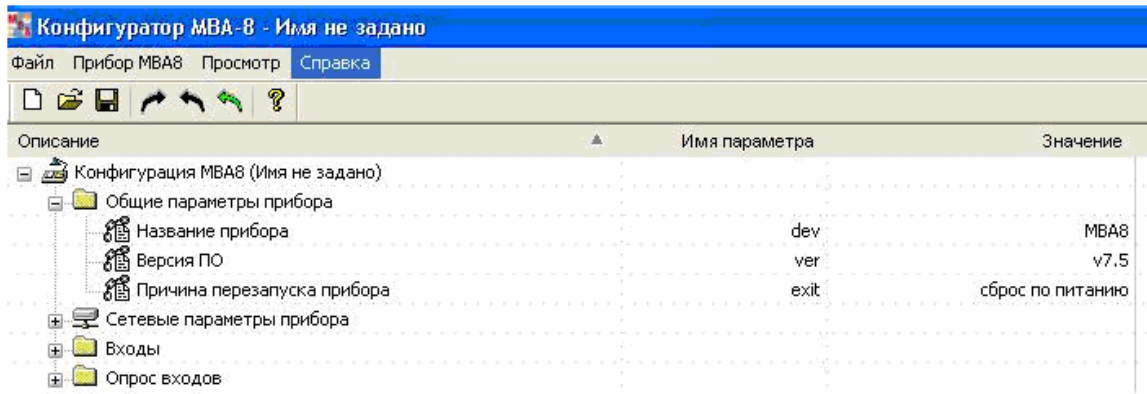 Конфигуратор МВА-8 - Имя не задано
Файл Прибор МВА8 Просмотр Справка
Описание Имя параметра Значение
Конфигурация МВА8 (Имя не задано)
Общие параметры прибора
Название прибора dev МВА8
Версия ПО ver v7.5
Причина перезапуска прибора exit сброс по питанию
Сетевые параметры прибора
Входы
Опрос входов